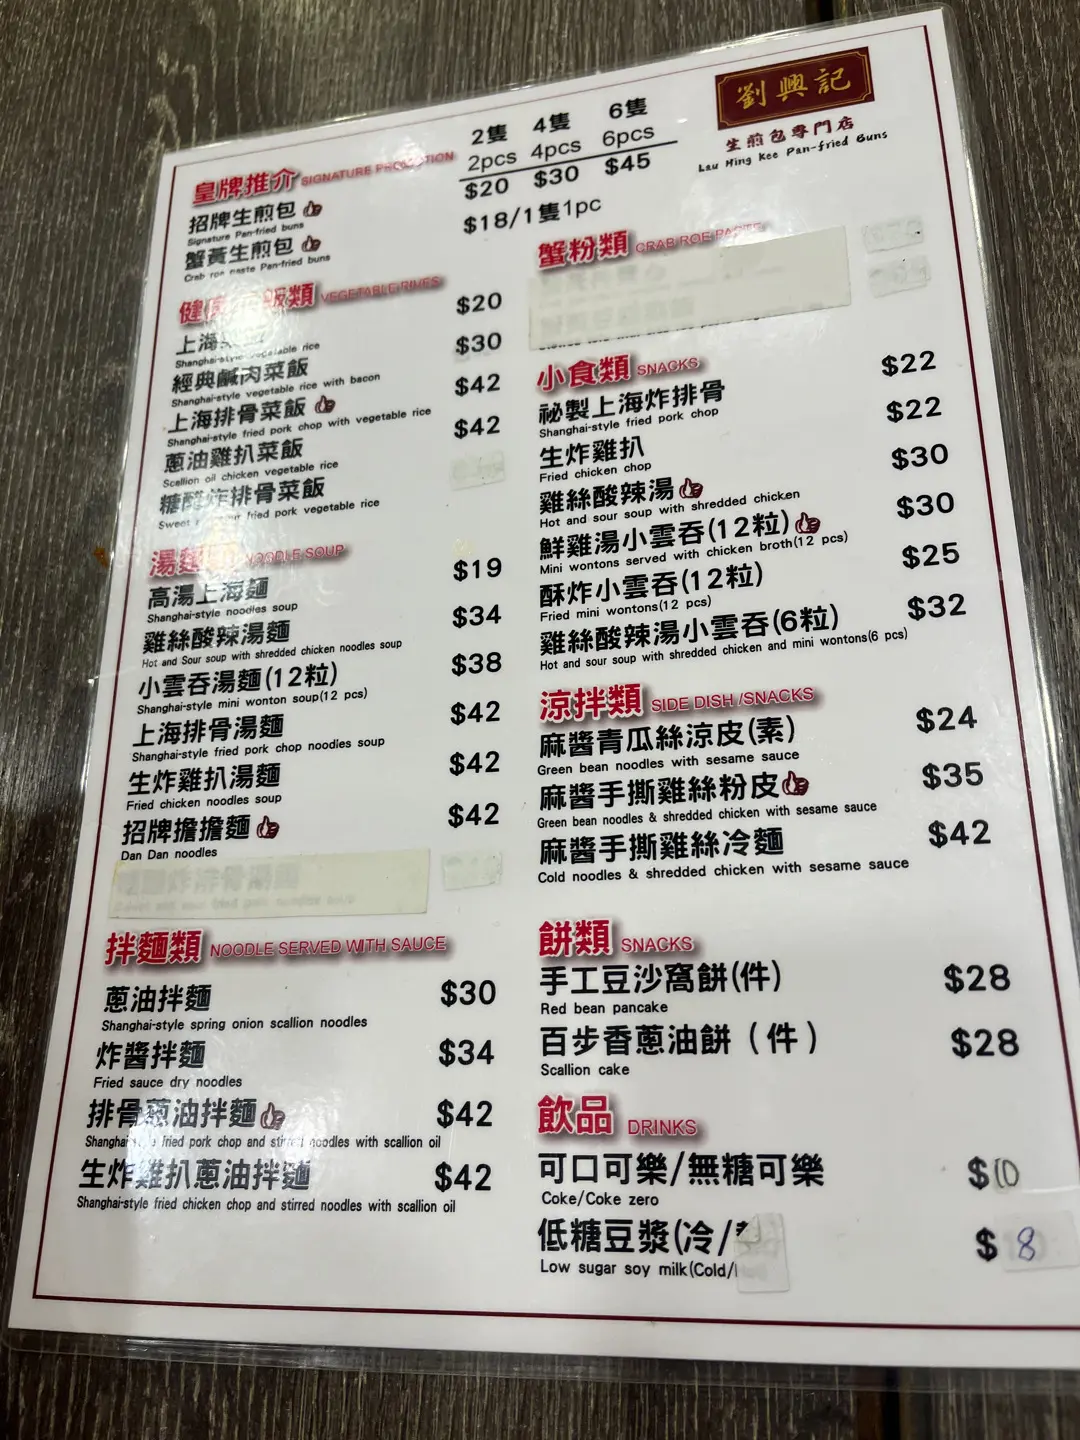 劉興記
生煎包專門店
Lau Hing Kee Pan-fried Buns
2隻 4隻 6隻
2pcs 4pcs 6pcs
皇牌推介 SIGNATURE PROMOTION
$20 $30 $45
招牌生煎包
Signature Pan-fried buns
$18/1隻1pc
蟹黃生煎包
Crab roe paste Pan-fried buns
飯類 VEGETABLE RIVES
$20
上海
Shanghai-style vegetable rice
$30
經典鹹肉菜飯
Shanghai-style vegetable rice with bacon
$42
上海排骨菜飯
Shanghai-style fried pork chop with vegetable rice
$42
蔥油雞扒菜飯
Scallion oil chicken vegetable rice
糖醋炸排骨菜飯
Sweet fried pork vegetable rice
湯麵 NOODLE SOUP
高湯上海麵 $19
Shanghai-style noodles soup
雞絲酸辣湯麵 $34
Hot and Sour soup with shredded chicken noodles soup
小雲吞湯麵(12粒) $38
Shanghai-style mini wonton soup(12 pcs)
上海排骨湯麵 $42
Shanghai-style fried pork chop noodles soup
生炸雞扒湯麵 $42
Fried chicken noodles soup
招牌擔擔麵 $42
Dan Dan noodles
拌麵類 NOODLE SERVED WITH SAUCE
蔥油拌麵 $30
Shanghai-style spring onion scallion noodles
炸醬拌麵 $34
Fried sauce dry noodles
排骨蔥油拌麵 $42
Shanghai-style fried pork chop and stirred noodles with scallion oil
生炸雞扒蔥油拌麵 $42
Shanghai-style fried chicken chop and stirred noodles with scallion oil
蟹粉類 CRAB ROE PASTE
小食類 SNACKS
秘製上海炸排骨 $22
Shanghai-style fried pork chop
生炸雞扒 $22
Fried chicken chop
雞絲酸辣湯 $30
Hot and sour soup with shredded chicken
鮮雞湯小雲吞(12粒) $30
Mini wontons served with chicken broth(12 pcs)
酥炸小雲吞(12粒) $25
Fried mini wontons(12 pcs)
雞絲酸辣湯小雲吞(6粒) $32
Hot and sour soup with shredded chicken and mini wontons(6 pcs)
涼拌類 SIDE DISH /SNACKS
麻醬青瓜絲涼皮(素) $24
Green bean noodles with sesame sauce
麻醬手撕雞絲粉皮 $35
Green bean noodles & shredded chicken with sesame sauce
麻醬手撕雞絲冷麵 $42
Cold noodles & shredded chicken with sesame sauce
餅類 SNACKS
手工豆沙窩餅(件) $28
Red bean pancake
百步香蔥油餅(件) $28
Scallion cake
飲品 DRINKS
可口可樂/無糖可樂 $10
Coke/Coke zero
低糖豆漿(冷/ $8
Low sugar soy milk(Cold/